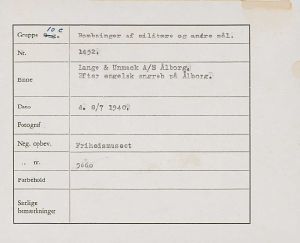 10 c
Gruppe Bombninger af militære og andre mål.
Nr. 1492.
Emne Lange & Unmack A/S Ålborg.
Efter engelsk angreb på Ålborg.
Dato d. 8/7 1940.
Fotograf
Neg. opbev. Frihedsmuseet
„ nr. 5660
Forbehold
Særlige
bemærkninger